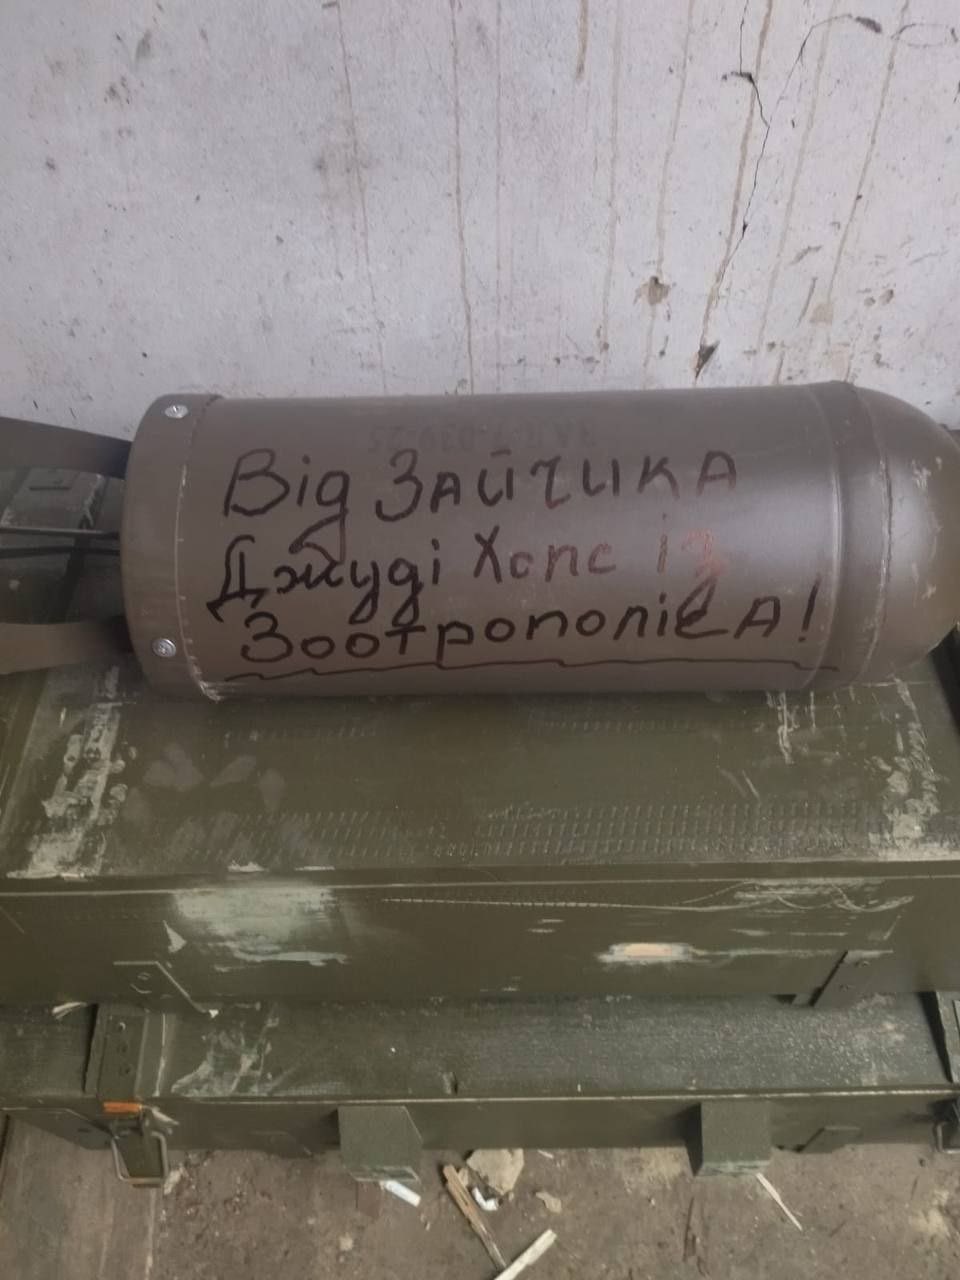 Від Зайчика
Джуді Хопс із
Зоотрополіса!